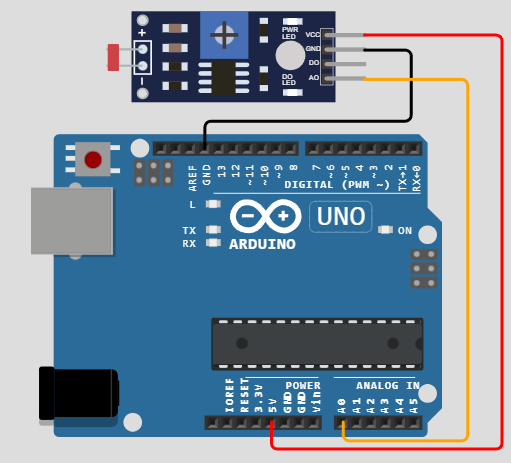 +
PWR
LED
VCC
GND
DO
AO
−
DO
LED
AREF
GND
13
12
~11
~10
~9
8
7
~6
~5
4
~3
2
TX→1
RX←0
DIGITAL (PWM ~)
L
TX
RX
UNO
ON
ARDUINO
POWER
ANALOG IN
IOREF
RESET
3.3V
5V
GND
GND
Vin
A0
A1
A2
A3
A4
A5